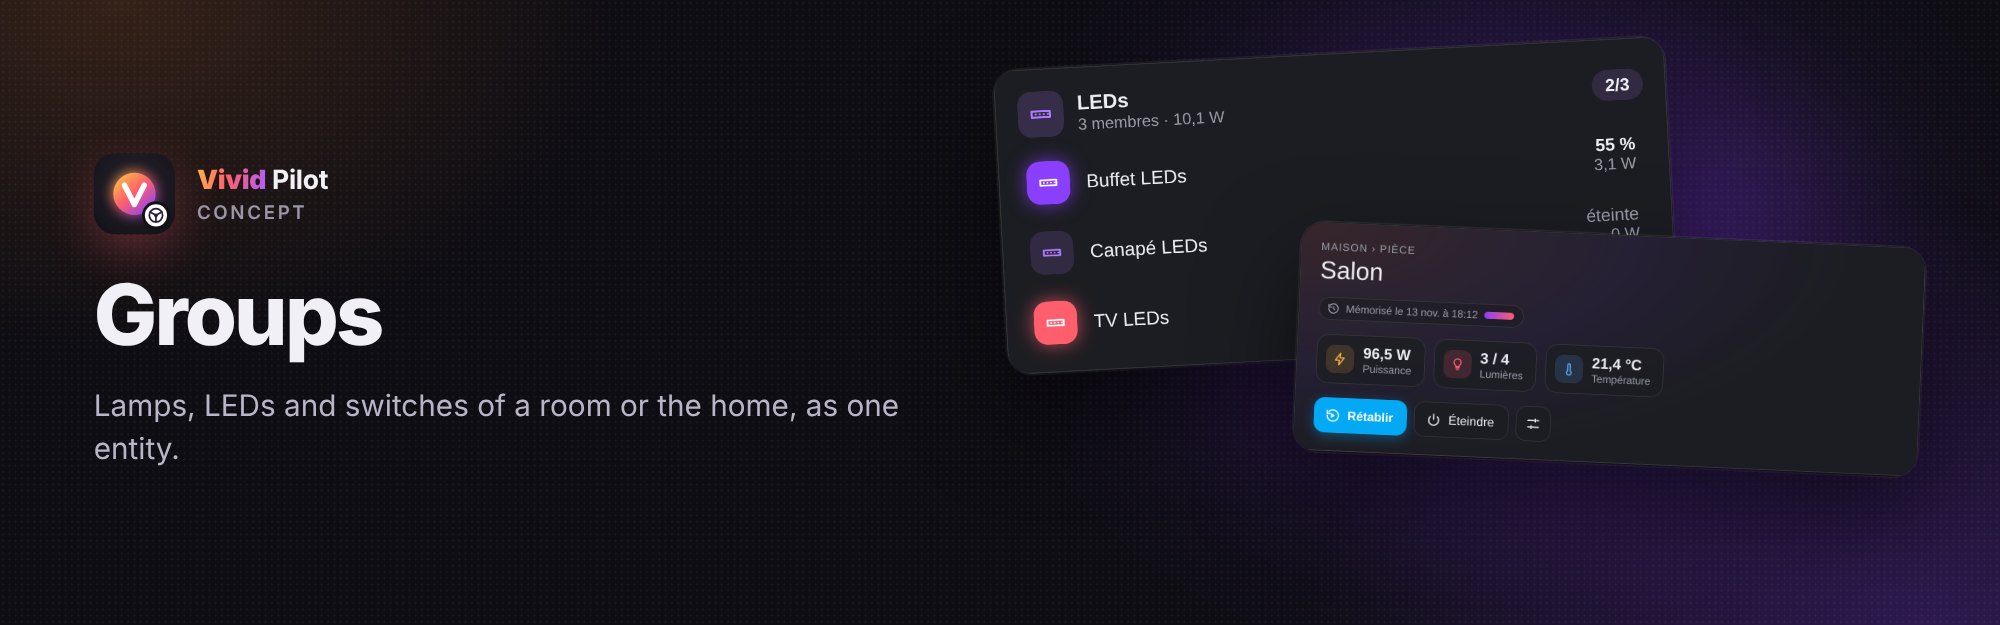 Vivid Pilot
CONCEPT
Groups
Lamps, LEDs and switches of a room or the home, as one
entity.
LEDs
3 membres · 10,1 W
2/3
Buffet LEDs
55 %
3,1 W
Canapé LEDs
éteinte
0 W
TV LEDs
MAISON › PIÈCE
Salon
Mémorisé le 13 nov. à 18:12
96,5 W
Puissance
3 / 4
Lumières
21,4 °C
Température
Rétablir
Éteindre